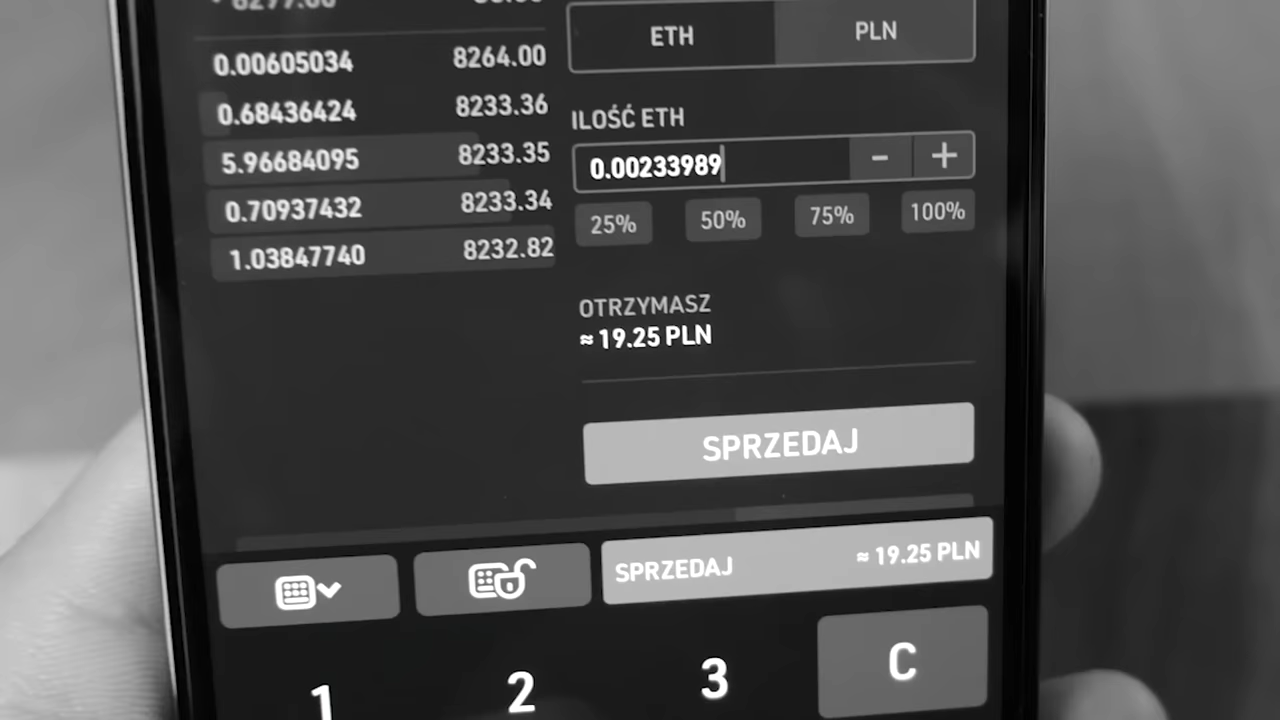 8277.00
0.00605034 8264.00
0.68436424 8233.36
5.96684095 8233.35
0.70937432 8233.34
1.03847740 8232.82
ETH PLN
ILOŚĆ ETH
0.00233989 - +
25% 50% 75% 100%
OTRZYMASZ
≈ 19.25 PLN
SPRZEDAJ
SPRZEDAJ ≈ 19.25 PLN
1 2 3 C